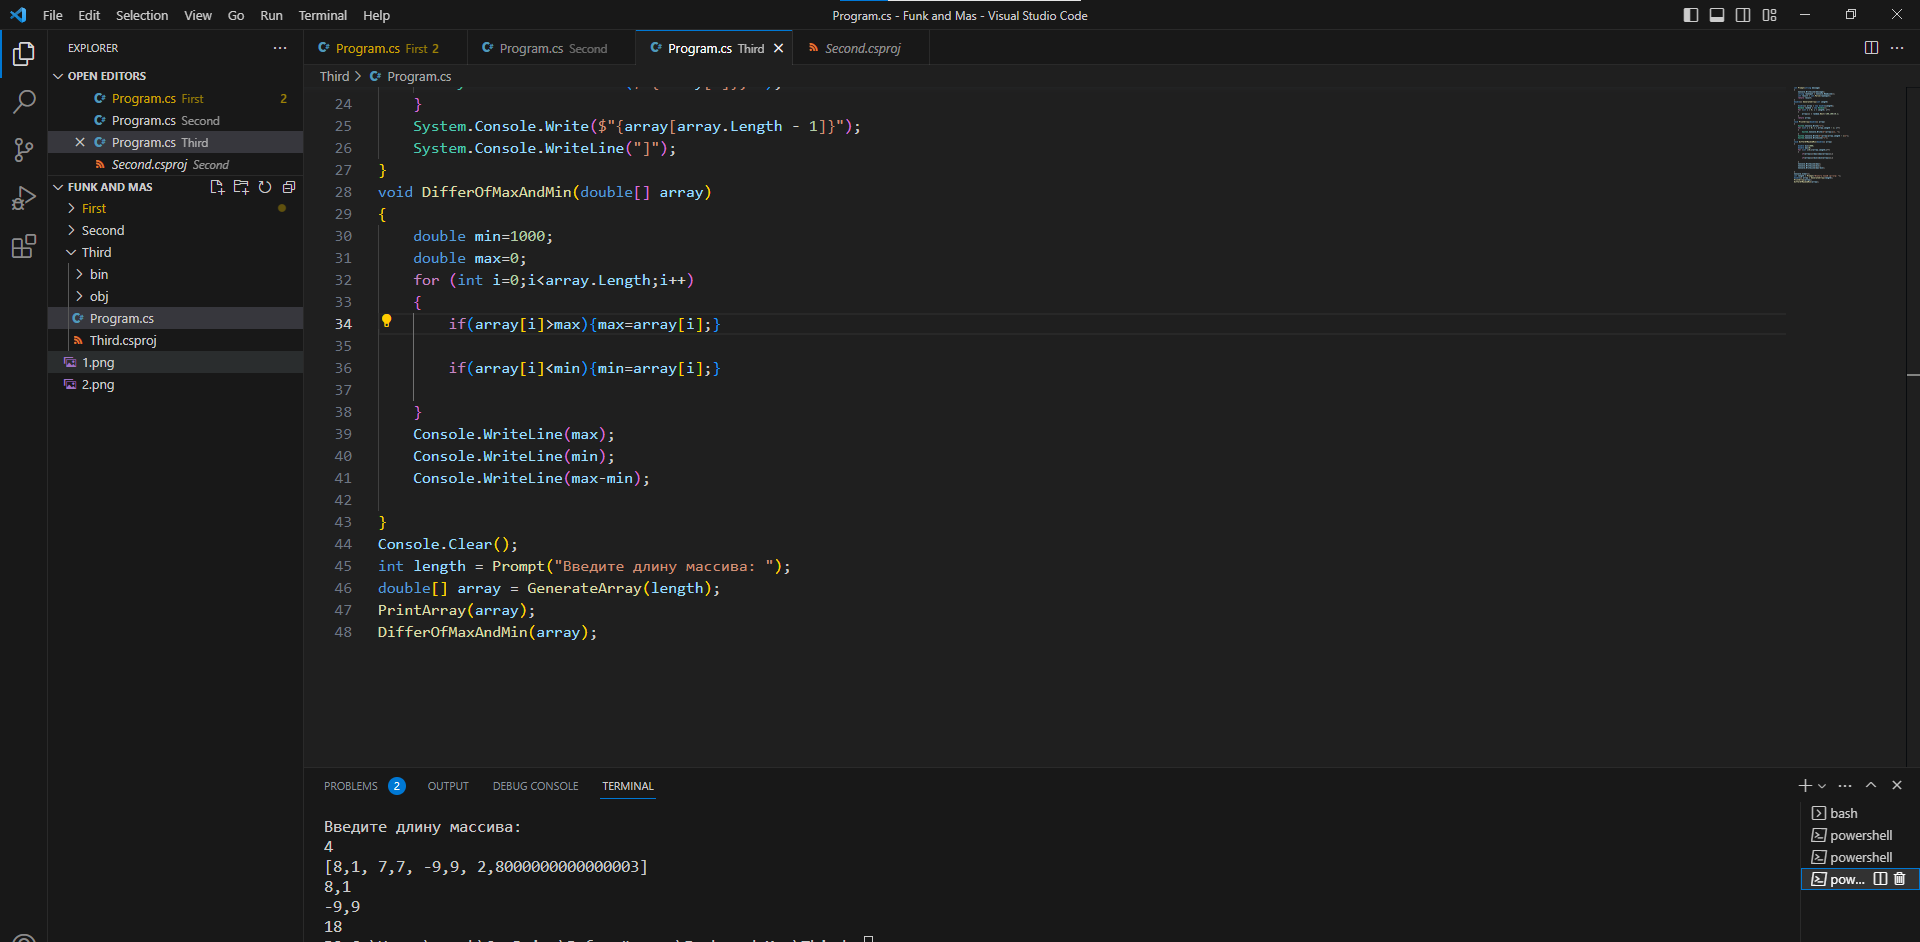 File Edit Selection View Go Run Terminal Help
Program.cs - Funk and Mas - Visual Studio Code
EXPLORER
Program.cs First 2
Program.cs Second
Program.cs Third
Second.csproj
OPEN EDITORS
Program.cs First 2
Program.cs Second
Program.cs Third
Second.csproj Second
FUNK AND MAS
First
Second
Third
bin
obj
Program.cs
Third.csproj
1.png
2.png
Third > Program.cs
24 }
25 System.Console.Write($"{array[array.Length - 1]}");
26 System.Console.WriteLine("]");
27 }
28 void DifferOfMaxAndMin(double[] array)
29 {
30 double min=1000;
31 double max=0;
32 for (int i=0;i<array.Length;i++)
33 {
34 if(array[i]>max){max=array[i];}
35
36 if(array[i]<min){min=array[i];}
37
38 }
39 Console.WriteLine(max);
40 Console.WriteLine(min);
41 Console.WriteLine(max-min);
42
43 }
44 Console.Clear();
45 int length = Prompt("Введите длину массива: ");
46 double[] array = GenerateArray(length);
47 PrintArray(array);
48 DifferOfMaxAndMin(array);
PROBLEMS 2 OUTPUT DEBUG CONSOLE TERMINAL
Введите длину массива:
4
[8,1, 7,7, -9,9, 2,8000000000000003]
8,1
-9,9
18
bash
powershell
powershell
pow...